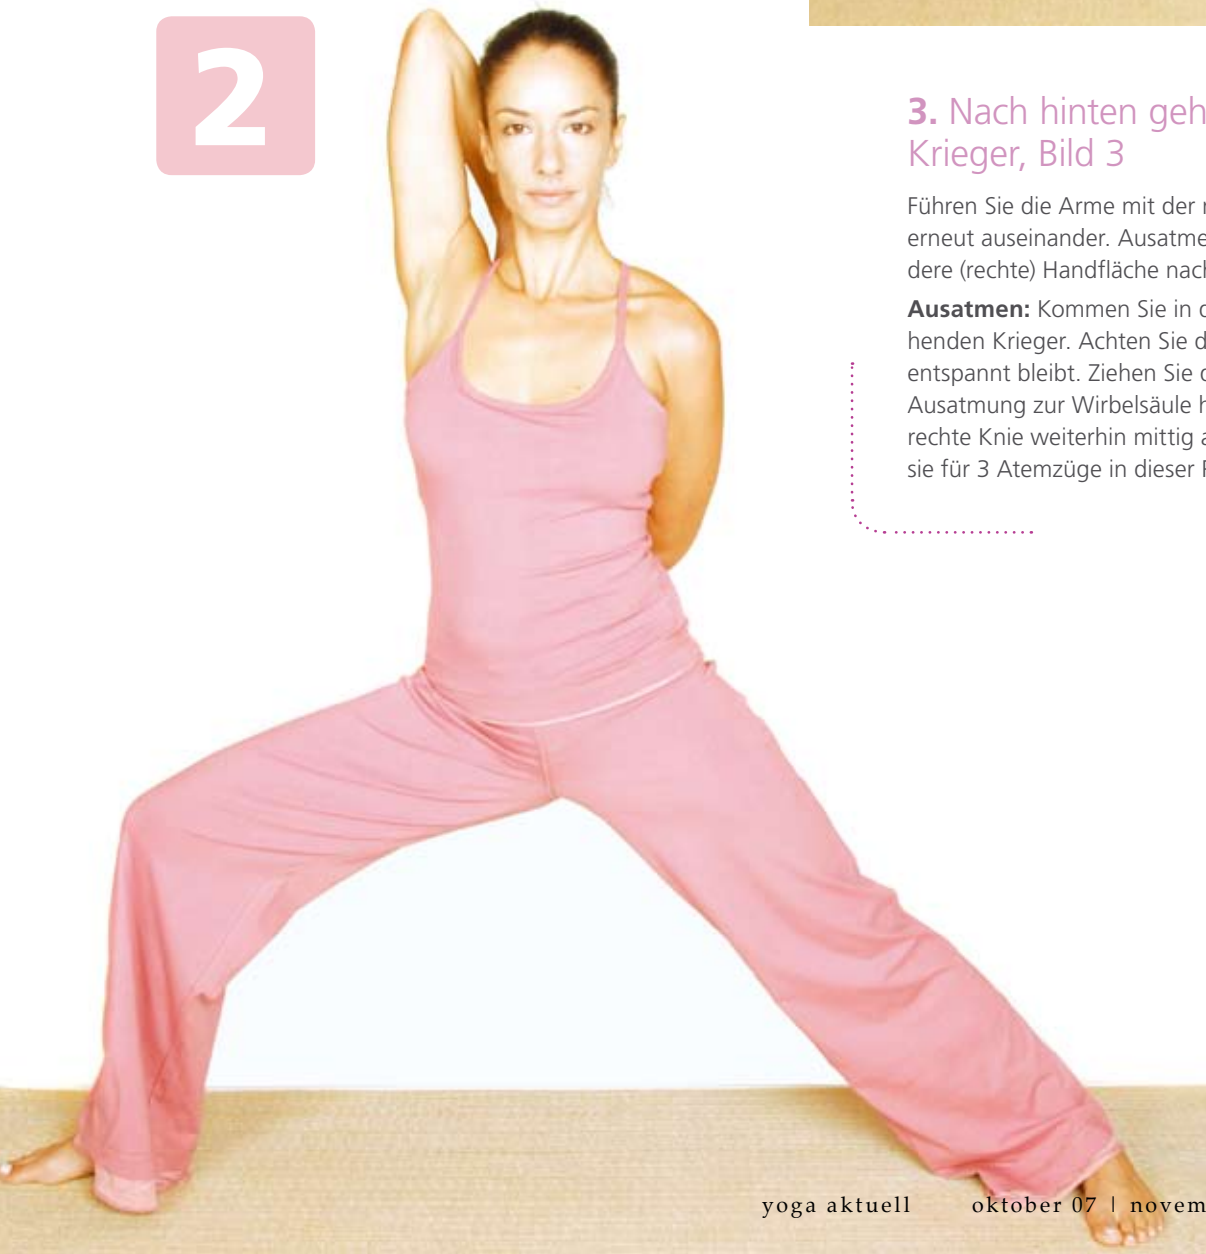 2
3. Nach hinten geh
Krieger, Bild 3
Führen Sie die Arme mit der
erneut auseinander. Ausatme
dere (rechte) Handfläche nach
Ausatmen: Kommen Sie in
henden Krieger. Achten Sie
entspannt bleibt. Ziehen Sie
Ausatmung zur Wirbelsäule
rechte Knie weiterhin mittig
sie für 3 Atemzüge in dieser
yoga aktuell oktober 07 | novem